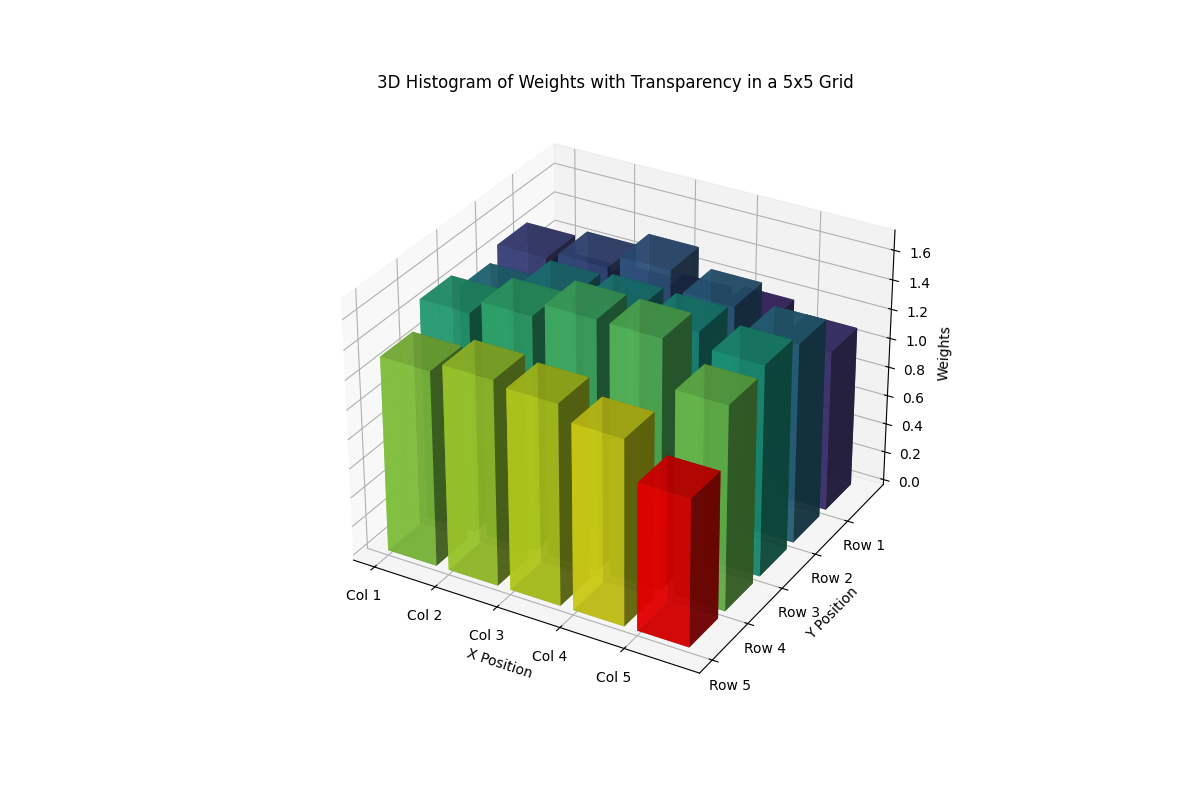 3D Histogram of Weights with Transparency in a 5x5 Grid
1.6
1.4
1.2
1.0
0.8
0.6
0.4
0.2
0.0
Weights
Row 1
Row 2
Row 3
Row 4
Row 5
Y Position
Col 1
Col 2
Col 3
Col 4
Col 5
X Position